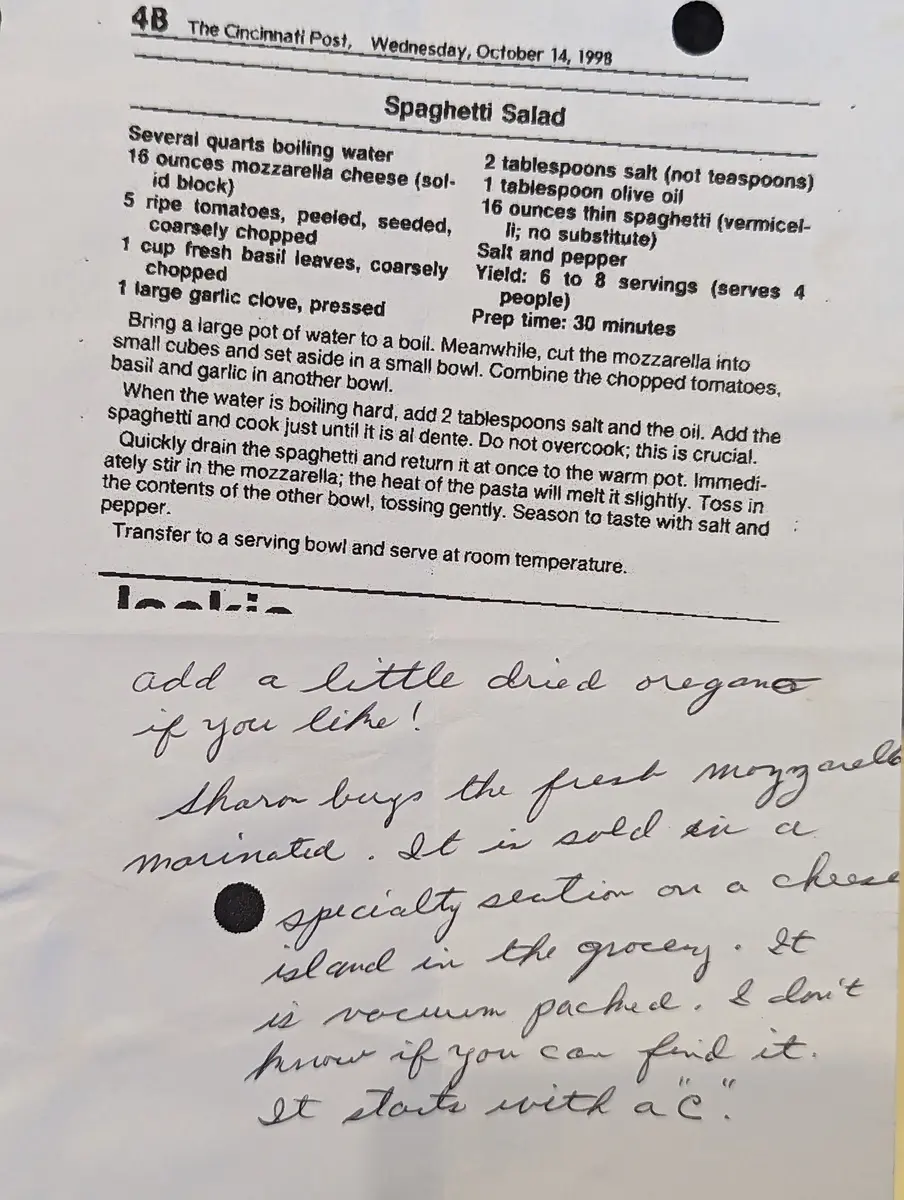 4B The Cincinnati Post, Wednesday, October 14, 1998
Spaghetti Salad
Several quarts boiling water
16 ounces mozzarella cheese (sol-
id block)
5 ripe tomatoes, peeled, seeded,
coarsely chopped
1 cup fresh basil leaves, coarsely
chopped
1 large garlic clove, pressed
2 tablespoons salt (not teaspoons)
1 tablespoon olive oil
16 ounces thin spaghetti (vermicel-
li; no substitute)
Salt and pepper
Yield: 6 to 8 servings (serves 4
people)
Prep time: 30 minutes
Bring a large pot of water to a boil. Meanwhile, cut the mozzarella into
small cubes and set aside in a small bowl. Combine the chopped tomatoes,
basil and garlic in another bowl.
When the water is boiling hard, add 2 tablespoons salt and the oil. Add the
spaghetti and cook just until it is al dente. Do not overcook; this is crucial.
Quickly drain the spaghetti and return it at once to the warm pot. Immedi-
ately stir in the mozzarella; the heat of the pasta will melt it slightly. Toss in
the contents of the other bowl, tossing gently. Season to taste with salt and
pepper.
Transfer to a serving bowl and serve at room temperature.
add a little dried oregano
if you like!
Sharon buys the fresh mozzarella
marinated. It is sold in a
specialty section on a cheese
island in the grocery. It
is vacuum packed. I don't
know if you can find it.
It starts with a "C".